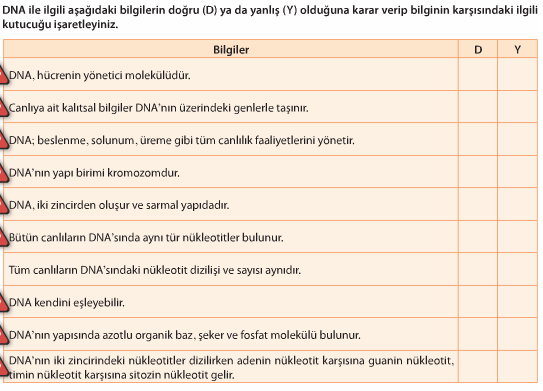 DNA ile ilgili aşağıdaki bilgilerin doğru (D) ya da yanlış (Y) olduğuna karar verip bilginin karşısındaki ilgili
kutucuğu işaretleyiniz.
Bilgiler D Y
DNA, hücrenin yönetici molekülüdür.
Canlıya ait kalıtsal bilgiler DNA’nın üzerindeki genlerle taşınır.
DNA; beslenme, solunum, üreme gibi tüm canlılık faaliyetlerini yönetir.
DNA’nın yapı birimi kromozomdur.
DNA, iki zincirden oluşur ve sarmal yapıdadır.
Bütün canlıların DNA’sında aynı tür nükleotitler bulunur.
Tüm canlıların DNA’sındaki nükleotit dizilişi ve sayısı aynıdır.
DNA kendini eşleyebilir.
DNA’nın yapısında azotlu organik baz, şeker ve fosfat molekülü bulunur.
DNA’nın iki zincirindeki nükleotitler dizilirken adenin nükleotit karşısına guanin nükleotit,
timin nükleotit karşısına sitozin nükleotit gelir.